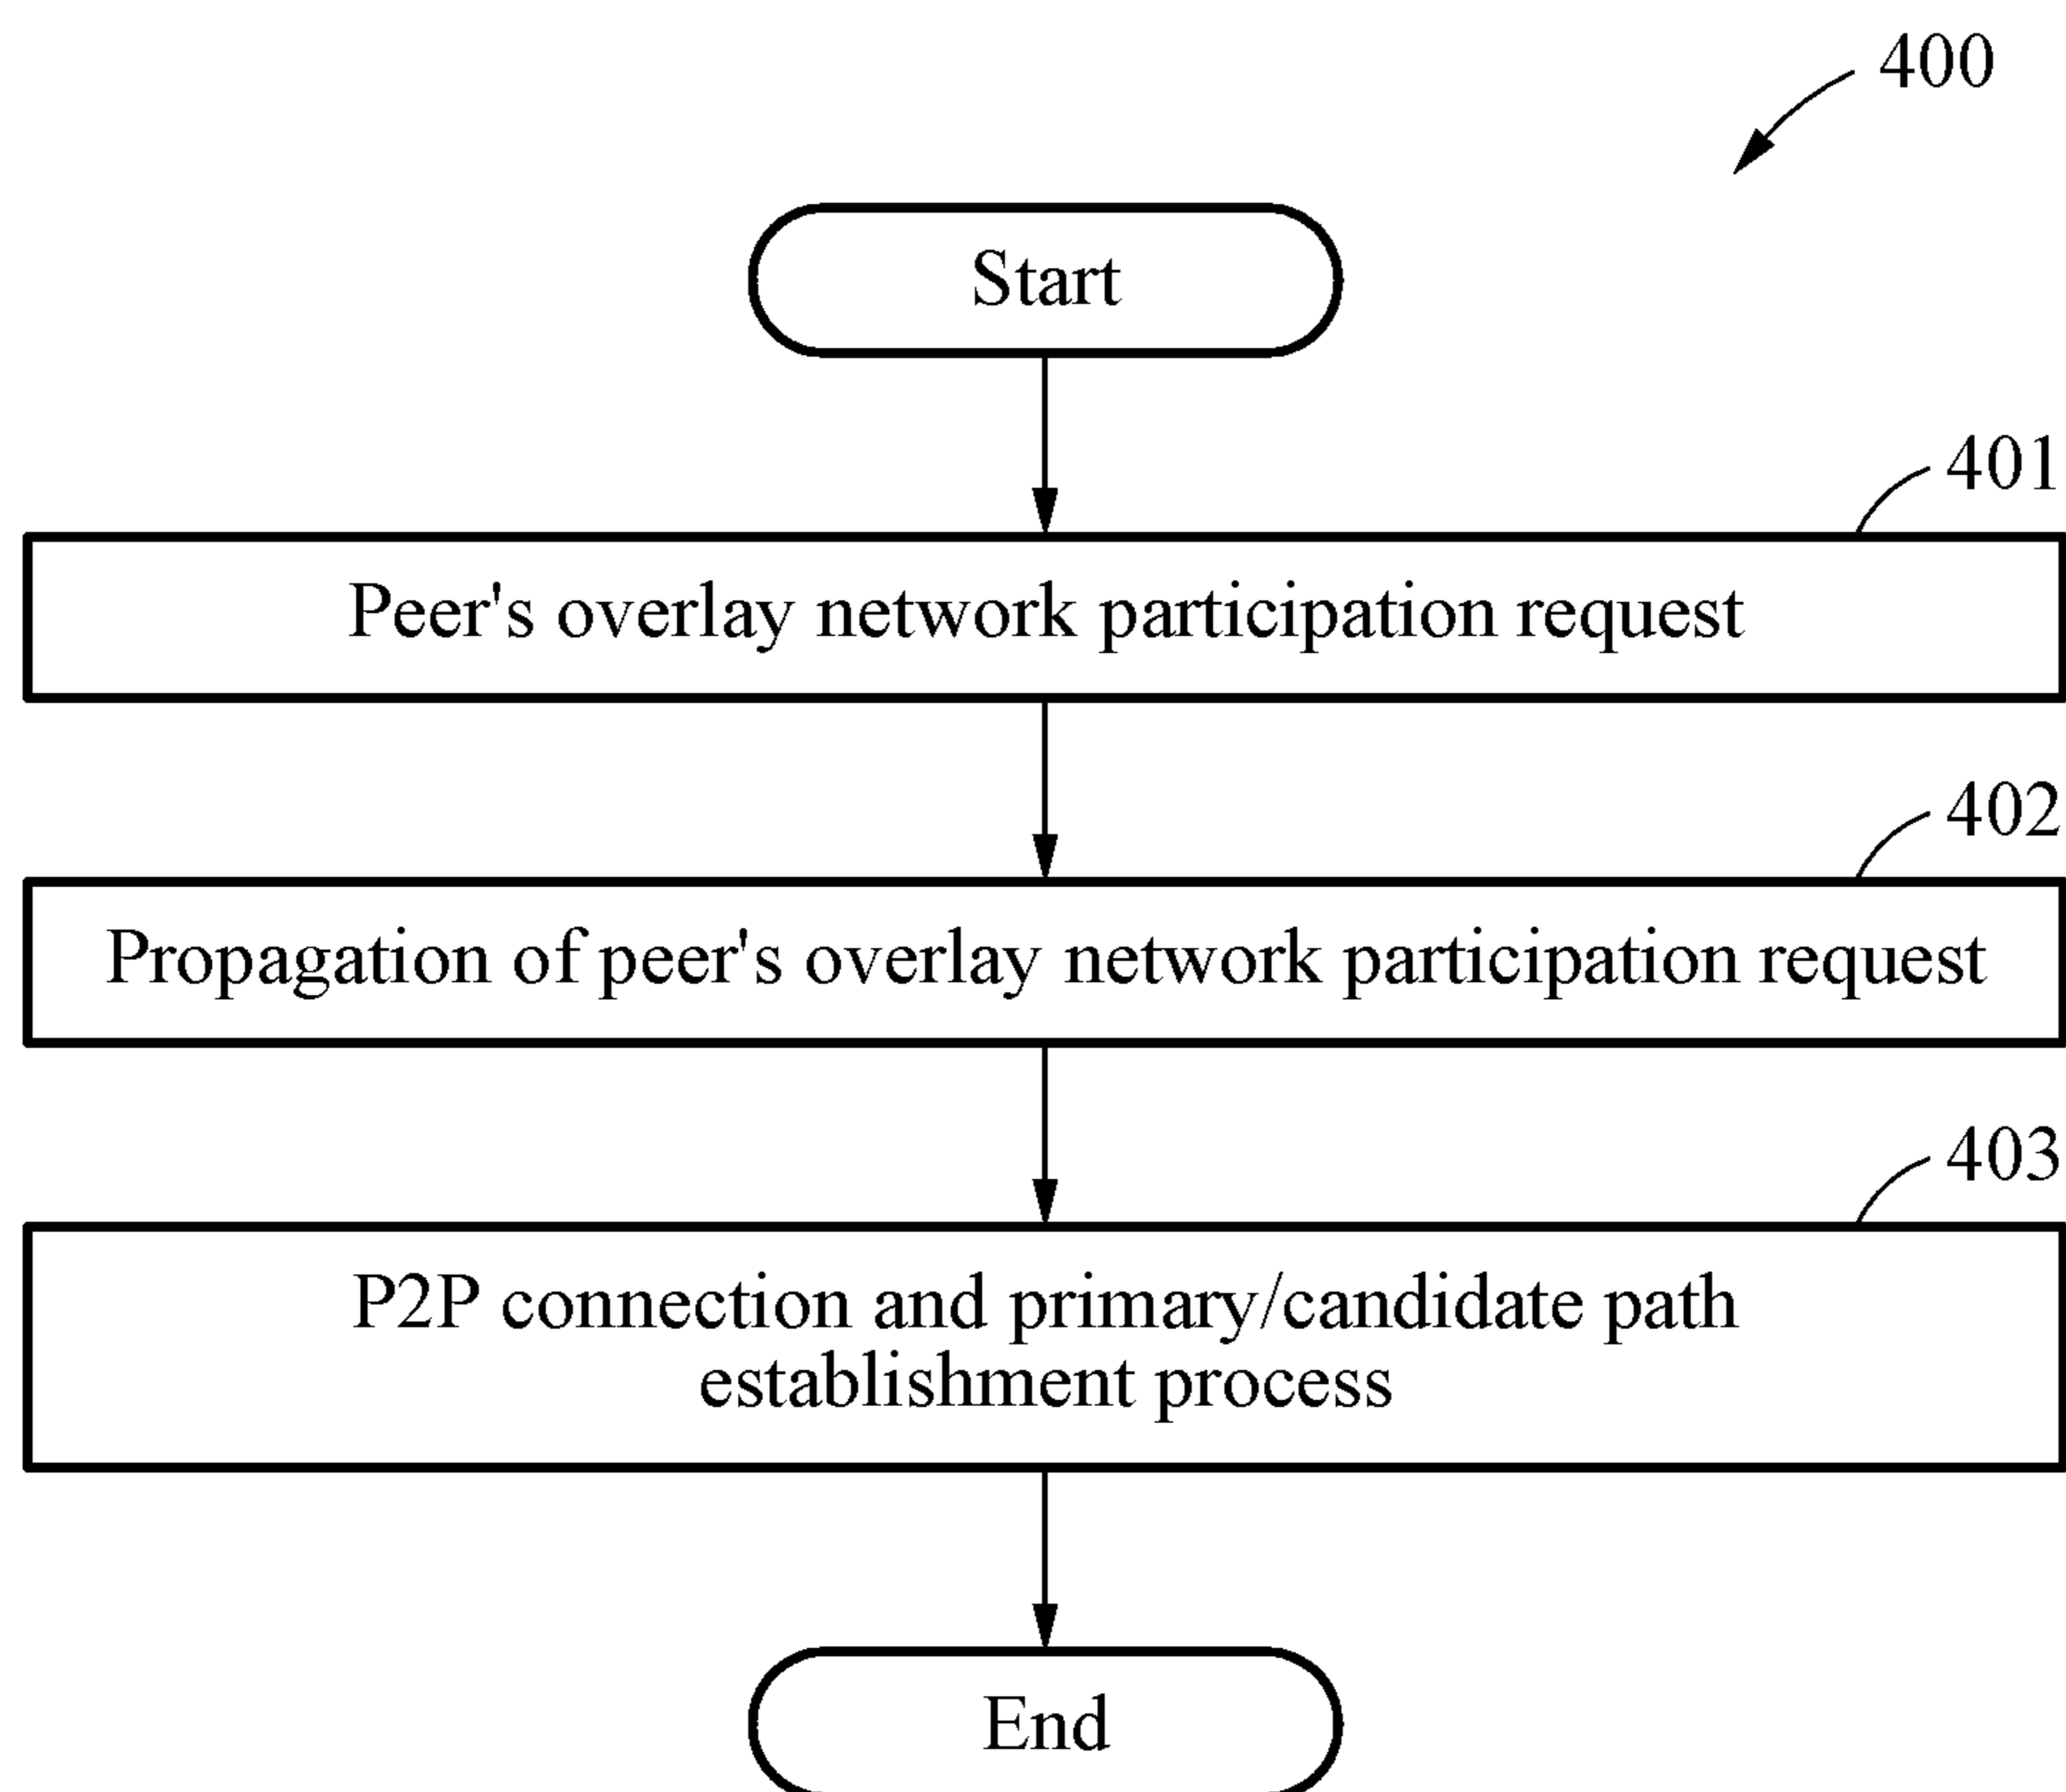 400
Start
401
Peer's overlay network participation request
402
Propagation of peer's overlay network participation request
403
P2P connection and primary/candidate path
establishment process
End